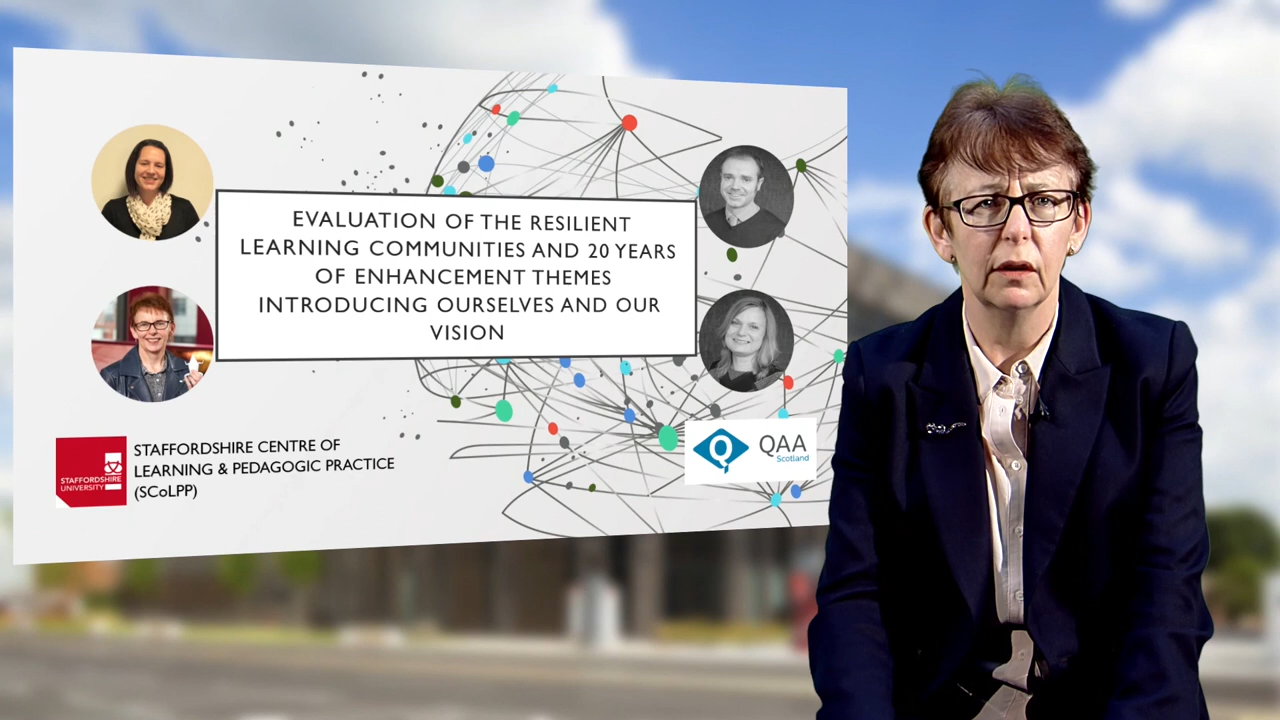 EVALUATION OF THE RESILIENT
LEARNING COMMUNITIES AND 20 YEARS
OF ENHANCEMENT THEMES
INTRODUCING OURSELVES AND OUR
VISION
STAFFORDSHIRE
UNIVERSITY
STAFFORDSHIRE CENTRE OF
LEARNING & PEDAGOGIC PRACTICE
(SCoLPP)
Q
QAA
Scotland